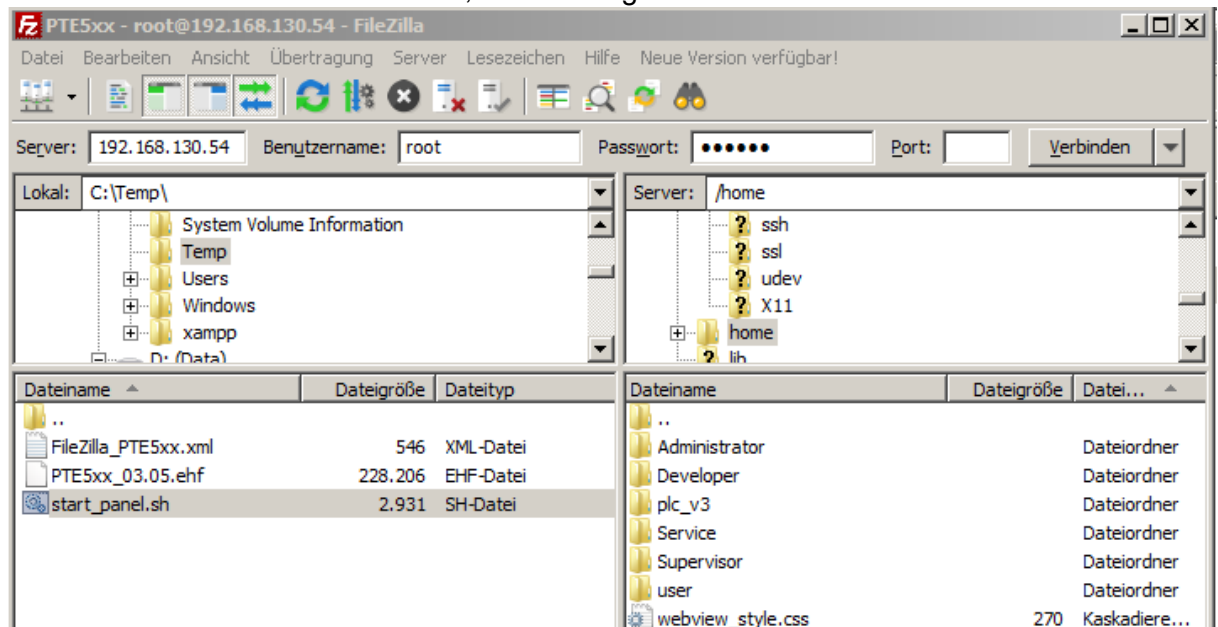 PTE5xx - root@192.168.130.54 - FileZilla
Datei Bearbeiten Ansicht Übertragung Server Lesezeichen Hilfe Neue Version verfügbar!
Server: 192.168.130.54 Benutzername: root Passwort: ●●●●●● Port: Verbinden
Lokal: C:\Temp\
System Volume Information
Temp
Users
Windows
xampp
D: (Data)
Server: /home
? ssh
? ssl
? udev
? X11
home
? lib
Dateiname Dateigröße Dateityp
..
FileZilla_PTE5xx.xml 546 XML-Datei
PTE5xx_03.05.ehf 228.206 EHF-Datei
start_panel.sh 2.931 SH-Datei
Dateiname Dateigröße Datei...
..
Administrator Dateiordner
Developer Dateiordner
plc_v3 Dateiordner
Service Dateiordner
Supervisor Dateiordner
user Dateiordner
webview_style.css 270 Kaskadiere...